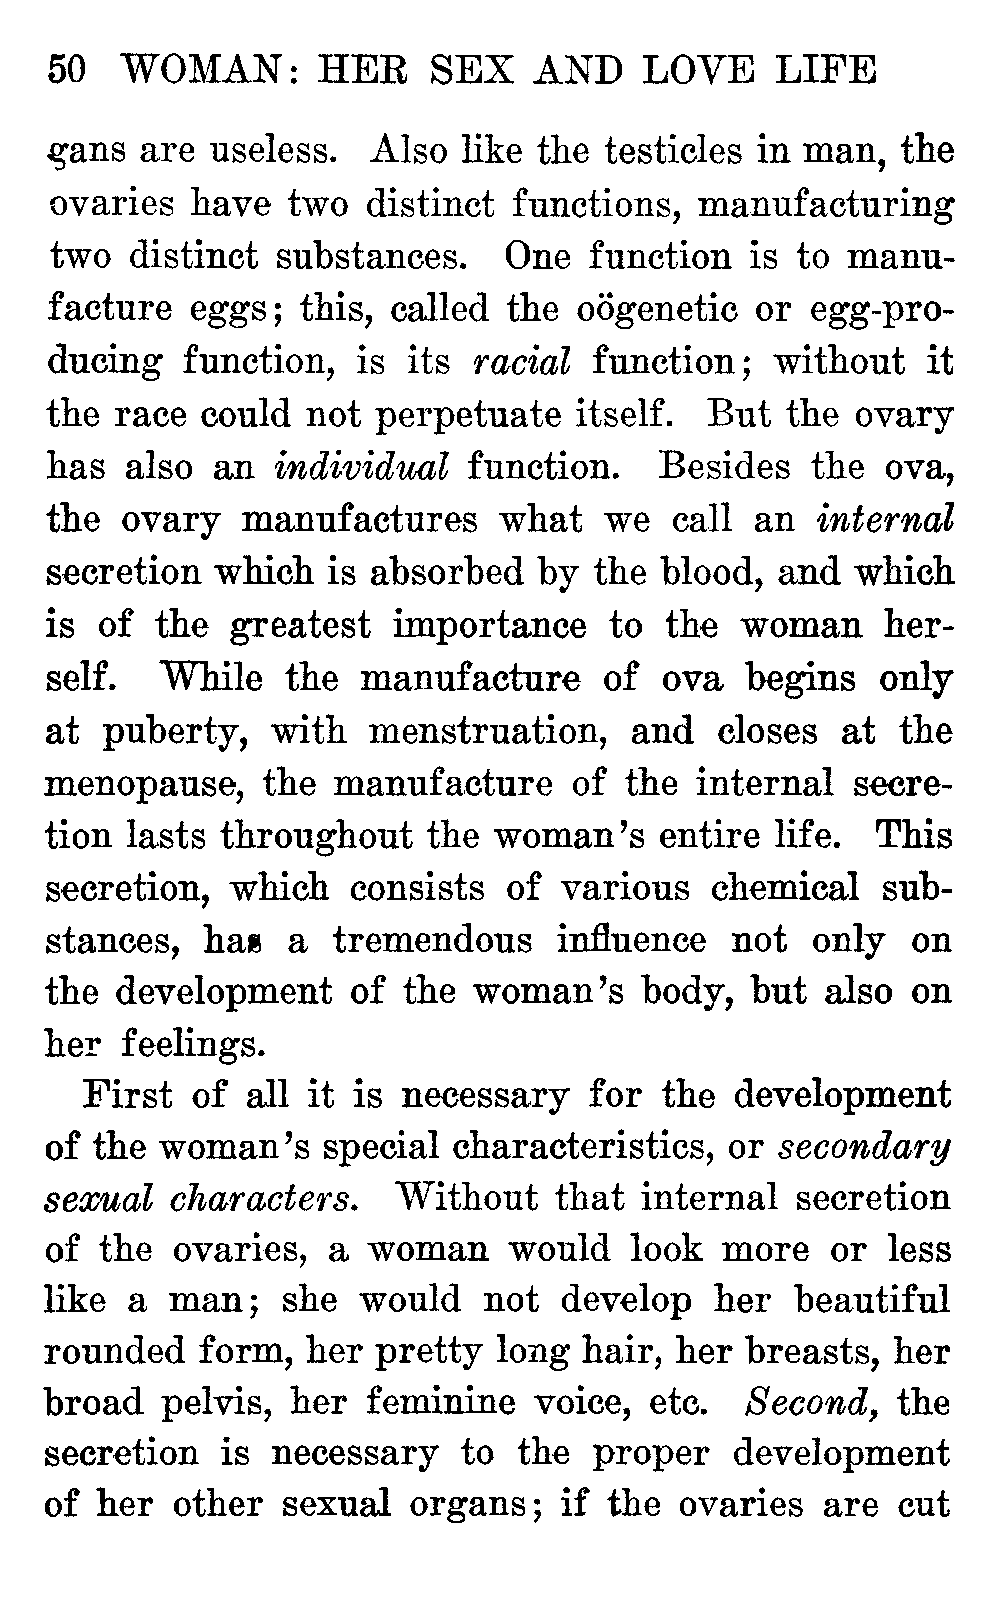 50 WOMAN: HER SEX AND LOVE LIFE
gans are useless. Also like the testicles in man, the
ovaries have two distinct functions, manufacturing
two distinct substances. One function is to manu-
facture eggs; this, called the oögenetic or egg-pro-
ducing function, is its racial function; without it
the race could not perpetuate itself. But the ovary
has also an individual function. Besides the ova,
the ovary manufactures what we call an internal
secretion which is absorbed by the blood, and which
is of the greatest importance to the woman her-
self. While the manufacture of ova begins only
at puberty, with menstruation, and closes at the
menopause, the manufacture of the internal secre-
tion lasts throughout the woman's entire life. This
secretion, which consists of various chemical sub-
stances, has a tremendous influence not only on
the development of the woman's body, but also on
her feelings.
First of all it is necessary for the development
of the woman's special characteristics, or secondary
sexual characters. Without that internal secretion
of the ovaries, a woman would look more or less
like a man; she would not develop her beautiful
rounded form, her pretty long hair, her breasts, her
broad pelvis, her feminine voice, etc. Second, the
secretion is necessary to the proper development
of her other sexual organs; if the ovaries are cut